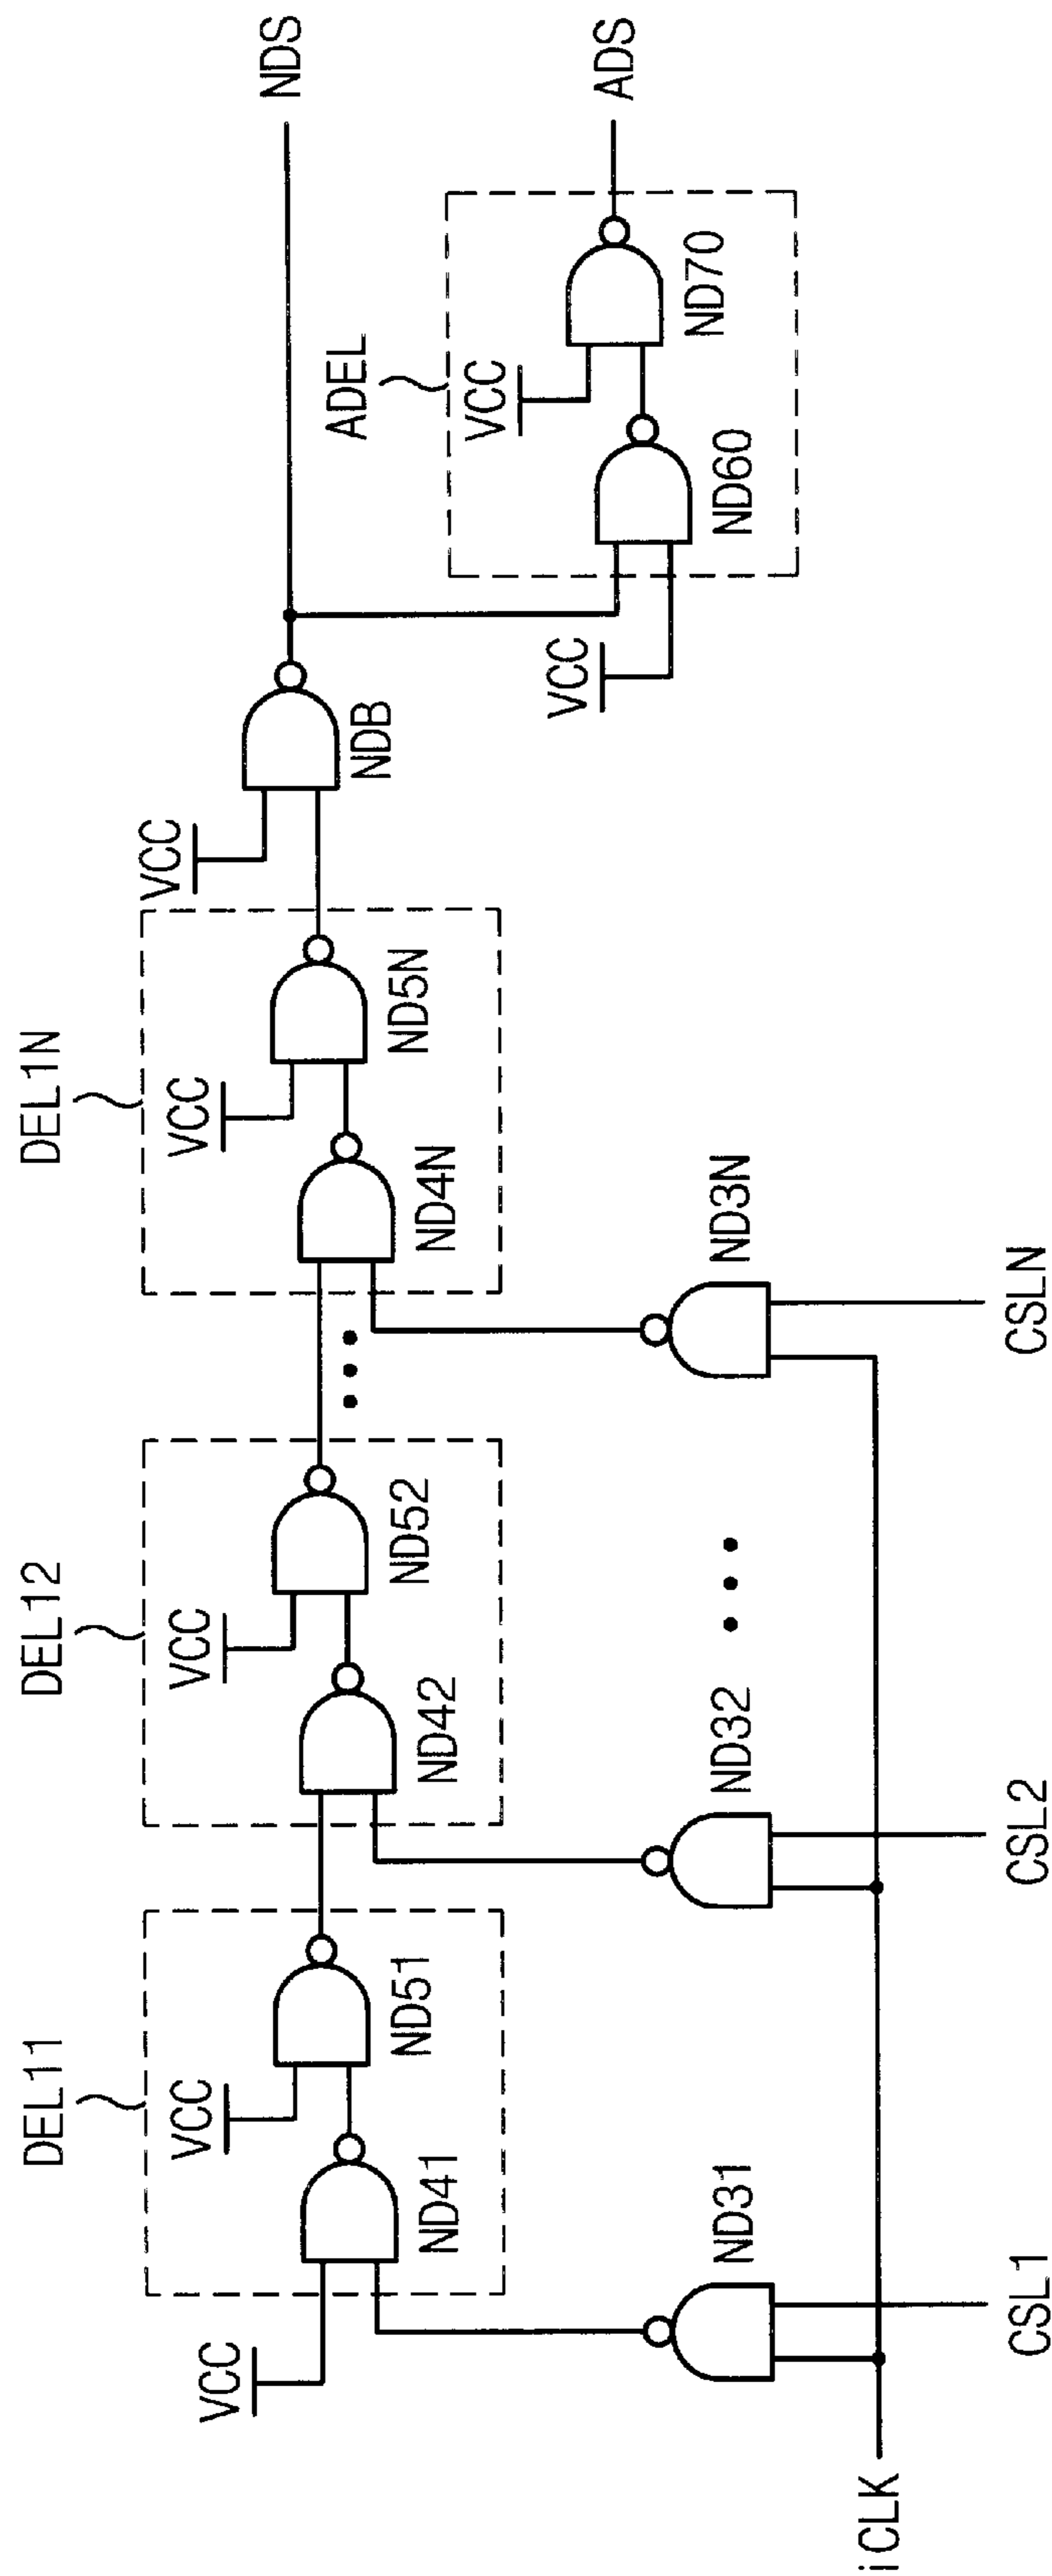 DEL11
DEL12
DEL1N
VCC
VCC
VCC
VCC
VCC
NDS
ND41
ND51
ND42
ND52
ND4N
ND5N
NDB
ADEL
VCC
VCC
ADS
ND60
ND70
ND31
ND32
ND3N
iCLK
CSL1
CSL2
CSLN